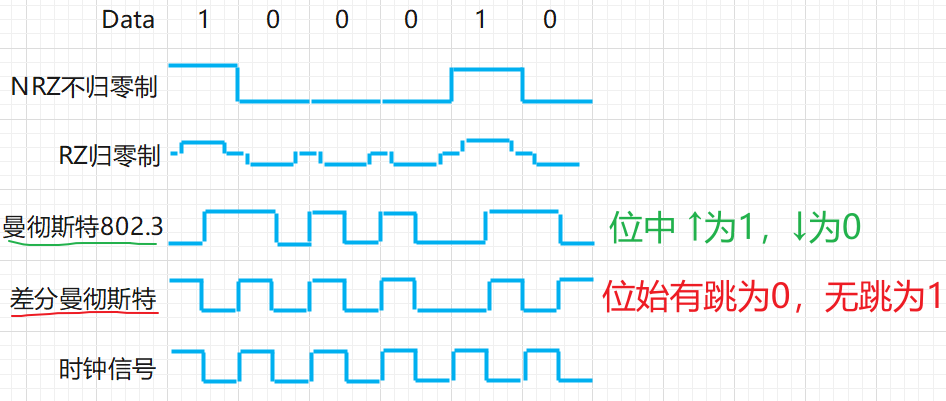 Data 1 0 0 0 1 0
NRZ不归零制
RZ归零制
曼彻斯特802.3 位中↑为1，↓为0
差分曼彻斯特 位始有跳为0，无跳为1
时钟信号